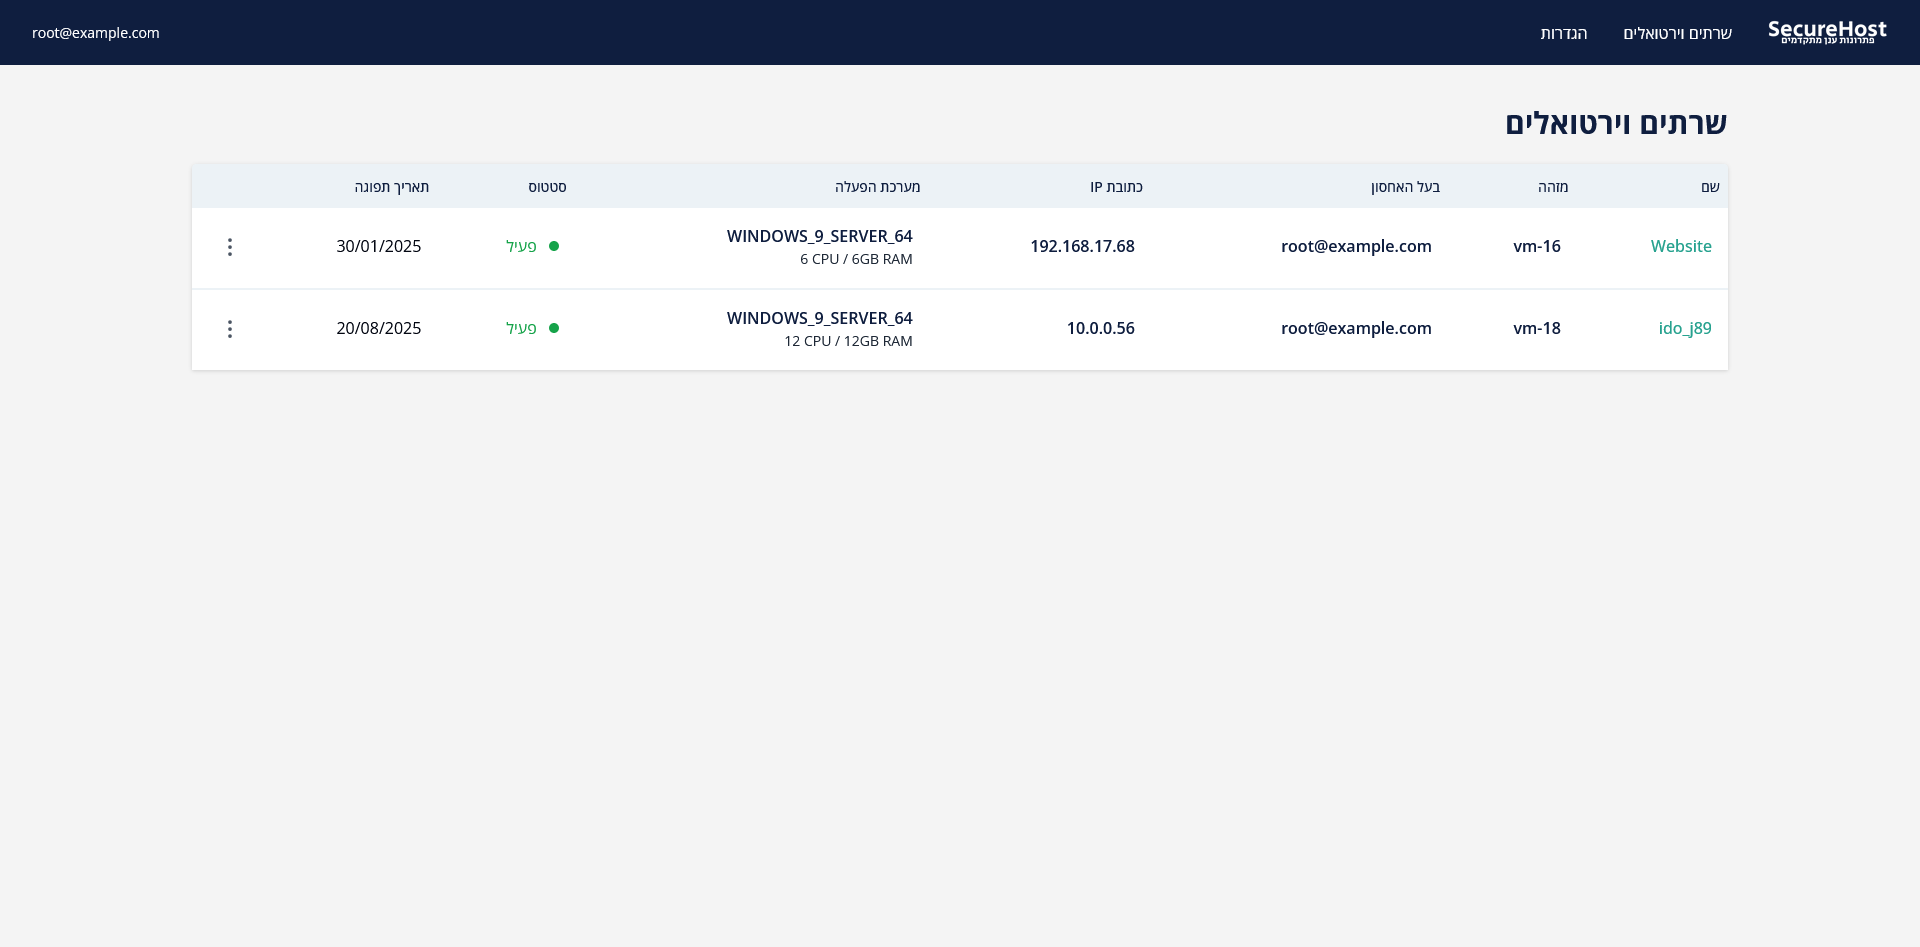 SecureHost
פתרונות ענן מתקדמים
שרתים וירטואלים
הגדרות
root@example.com
שרתים וירטואלים
שם
מזהה
בעל האחסון
כתובת IP
מערכת הפעלה
סטטוס
תאריך תפוגה
Website
vm-16
root@example.com
192.168.17.68
WINDOWS_9_SERVER_64
6 CPU / 6GB RAM
פעיל
30/01/2025
ido_j89
vm-18
root@example.com
10.0.0.56
WINDOWS_9_SERVER_64
12 CPU / 12GB RAM
פעיל
20/08/2025